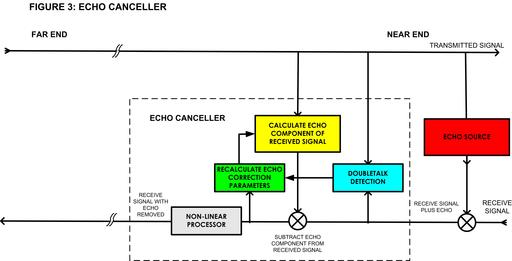 FIGURE 3: ECHO CANCELLER
FAR END
NEAR END
TRANSMITTED SIGNAL
ECHO CANCELLER
CALCULATE ECHO
COMPONENT OF
RECEIVED SIGNAL
ECHO SOURCE
RECALCULATE ECHO
CORRECTION
PARAMETERS
DOUBLETALK
DETECTION
RECEIVE
SIGNAL WITH
ECHO
REMOVED
NON-LINEAR
PROCESSOR
SUBTRACT ECHO
COMPONENT FROM
RECEIVED SIGNAL
RECEIVE SIGNAL
PLUS ECHO
RECEIVE
SIGNAL